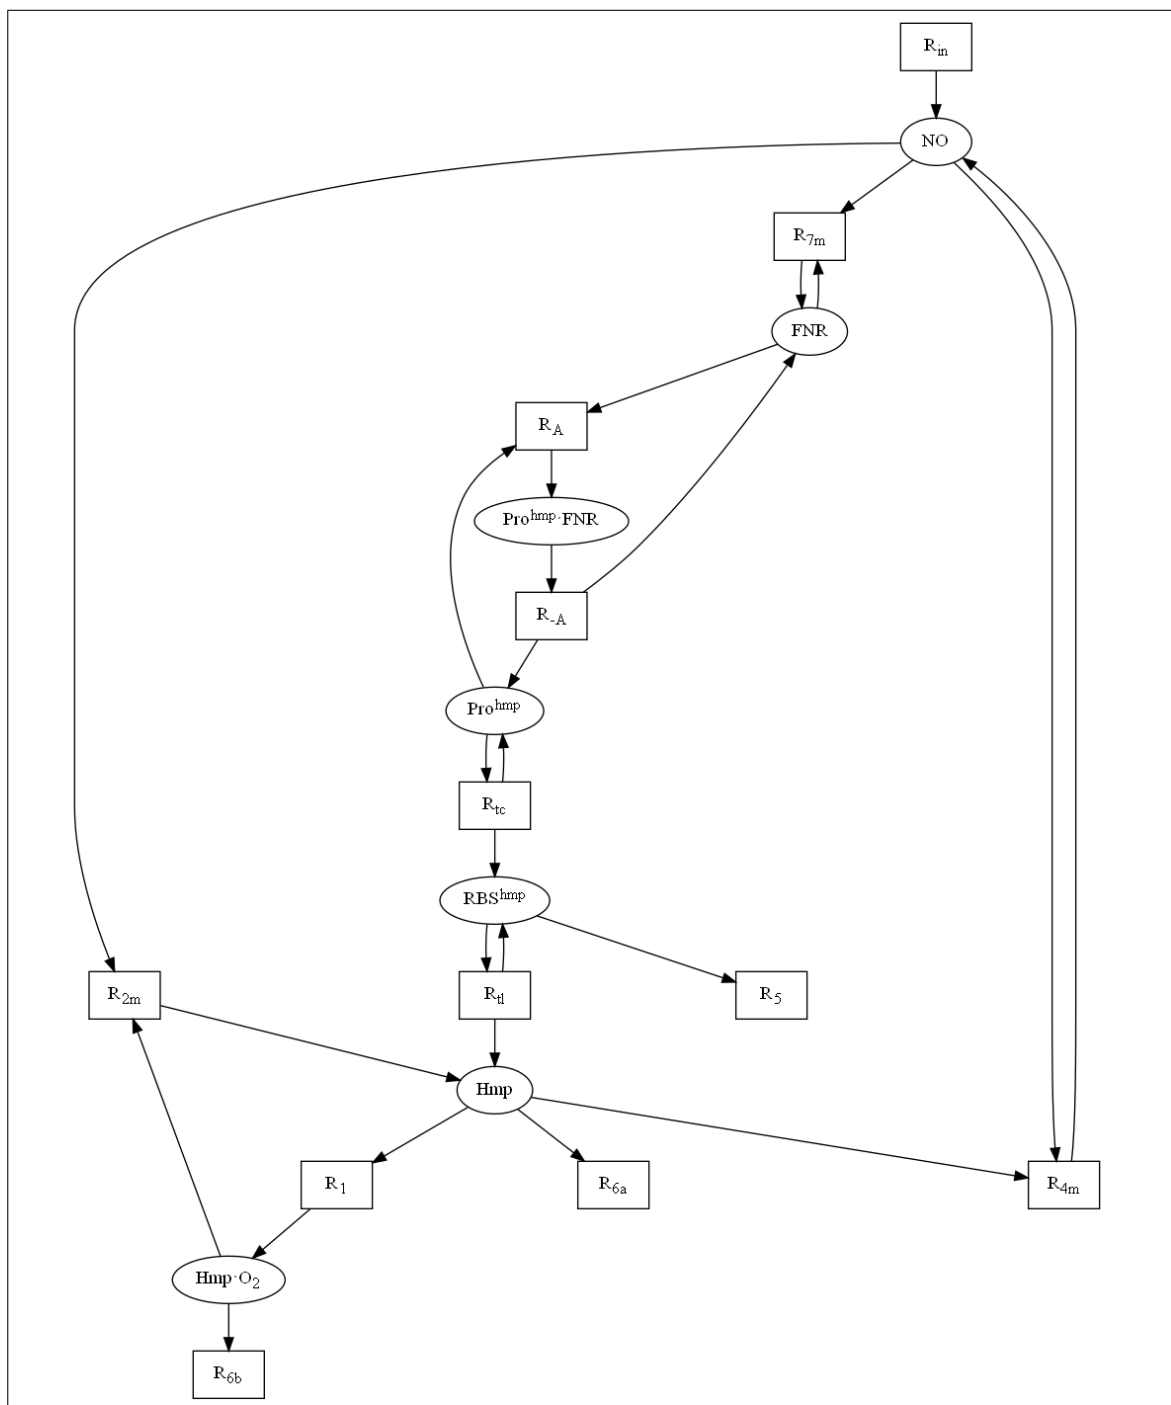 R_in
NO
R_7m
FNR
R_A
Pro^hmp·FNR
R_-A
Pro^hmp
R_tc
RBS^hmp
R_2m
R_tl
R_5
Hmp
R_1
R_6a
R_4m
Hmp·O_2
R_6b